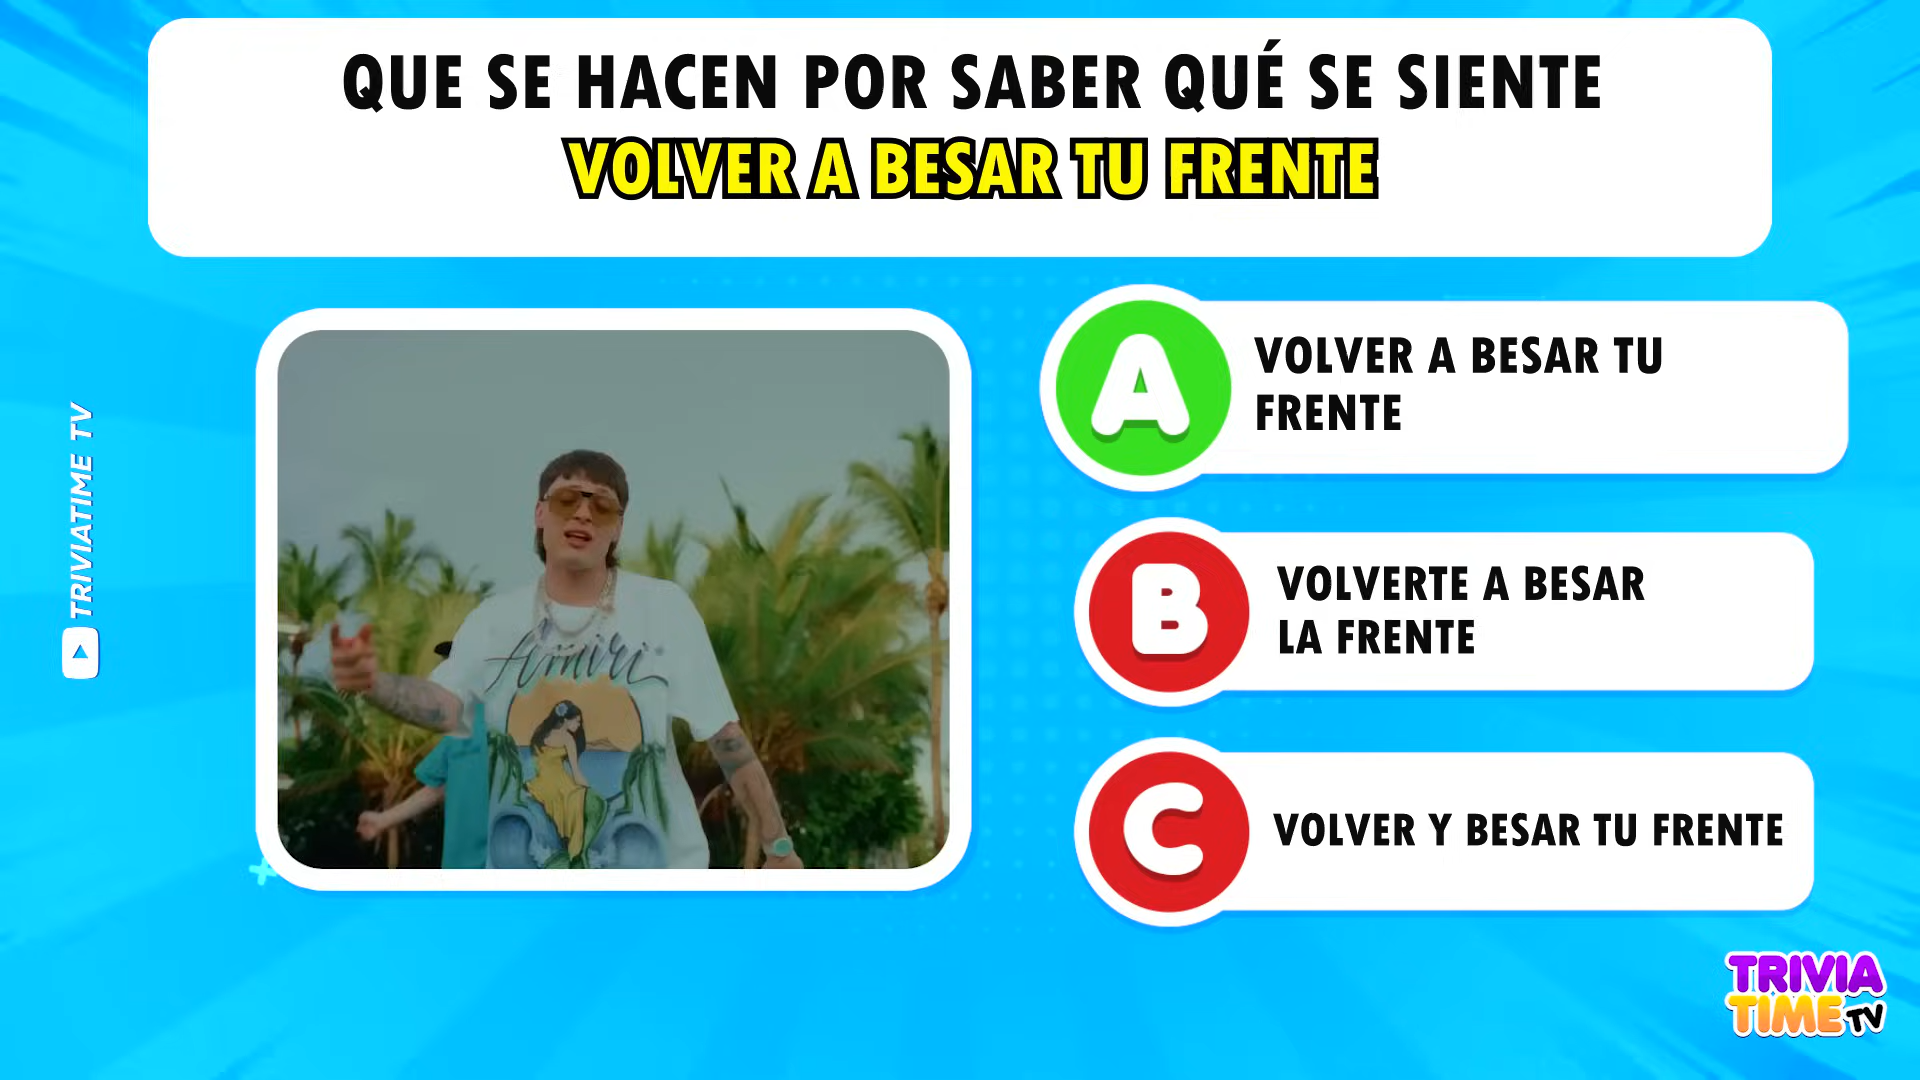 QUE SE HACEN POR SABER QUÉ SE SIENTE
VOLVER A BESAR TU FRENTE
A
VOLVER A BESAR TU
FRENTE
TRIVIATIME TV
Amiri
B
VOLVERTE A BESAR
LA FRENTE
C
VOLVER Y BESAR TU FRENTE
TRIVIA
TIME TV